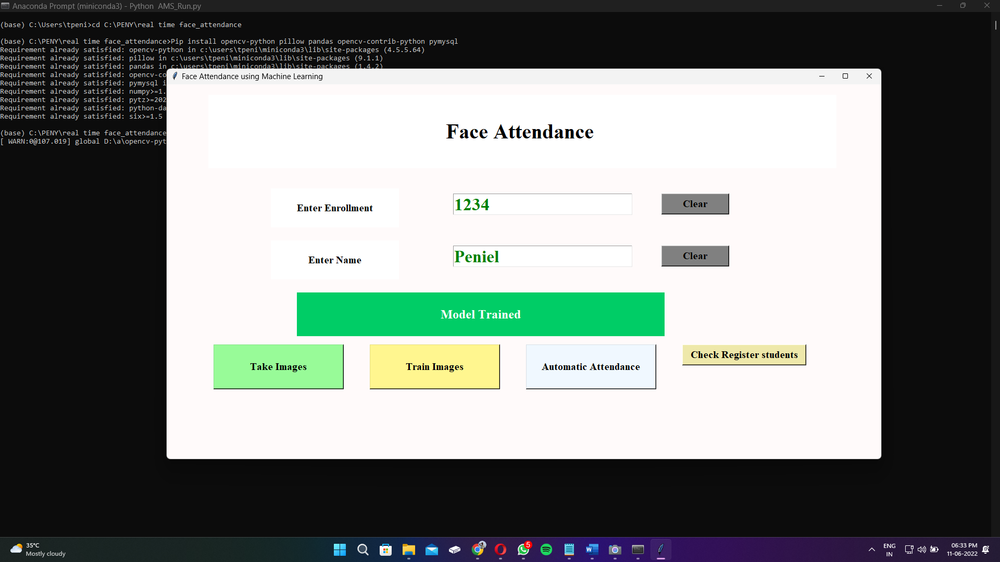 Anaconda Prompt (miniconda3) - Python  AMS_Run.py
(base) C:\Users\tpeni>cd C:\PENY\real time face_attendance
(base) C:\PENY\real time face_attendance>Pip install opencv-python pillow pandas opencv-contrib-python pymysql
Requirement already satisfied: opencv-python in c:\users\tpeni\miniconda3\lib\site-packages (4.5.5.64)
Requirement already satisfied: pillow in c:\users\tpeni\miniconda3\lib\site-packages (9.1.1)
Requirement already satisfied: pandas in c:\users\tpeni\miniconda3\lib\site-packages (1.4.2)
Requirement already satisfied: opencv-co
Requirement already satisfied: pymysql i
Requirement already satisfied: numpy>=1.
Requirement already satisfied: pytz>=202
Requirement already satisfied: python-da
Requirement already satisfied: six>=1.5
(base) C:\PENY\real time face_attendance
[ WARN:0@107.019] global D:\a\opencv-pyt
Face Attendance using Machine Learning
Face Attendance
Enter Enrollment
1234
Clear
Enter Name
Peniel
Clear
Model Trained
Take Images
Train Images
Automatic Attendance
Check Register students
35°C
Mostly cloudy
5
ENG
IN
06:33 PM
11-06-2022